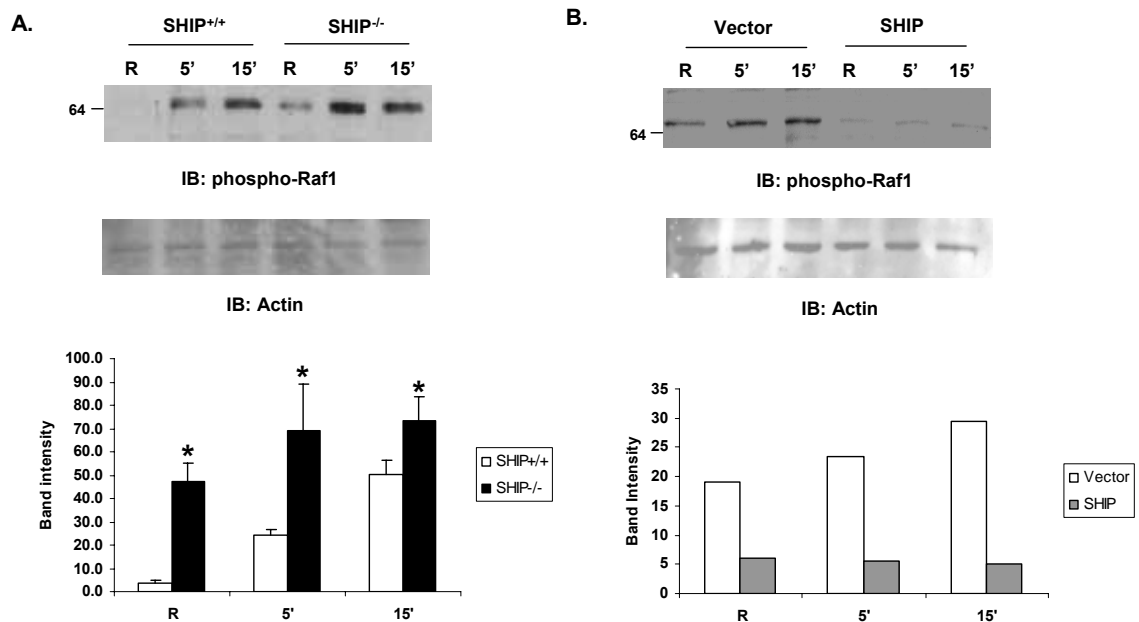 A.
SHIP+/+ SHIP-/-
R 5’ 15’ R 5’ 15’
64
IB: phospho-Raf1
IB: Actin
100.0
90.0
80.0
70.0
60.0
50.0
40.0
30.0
20.0
10.0
0.0
Band intensity
* * *
R 5' 15'
SHIP+/+
SHIP-/-
B.
Vector SHIP
R 5’ 15’ R 5’ 15’
64
IB: phospho-Raf1
IB: Actin
35
30
25
20
15
10
5
0
Band Intensity
R 5' 15'
Vector
SHIP